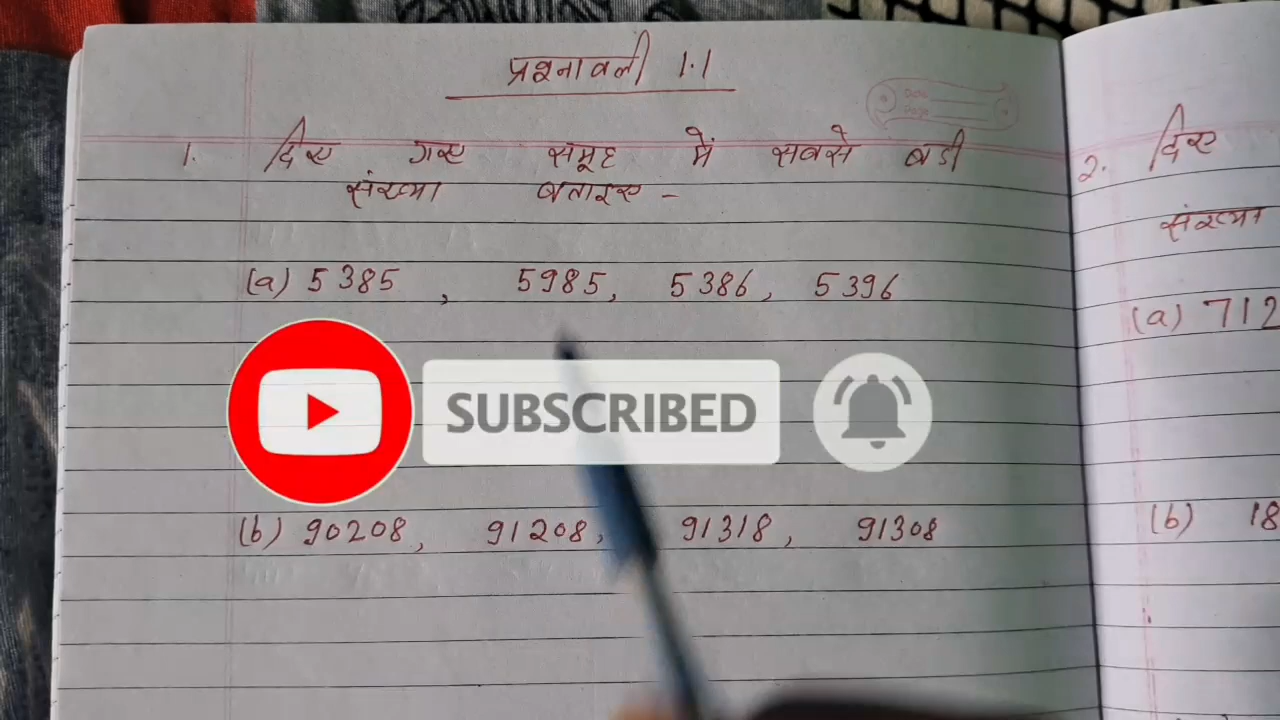 प्रश्नावली 1.1
1. दिए गए समूह में सबसे बडी
संख्या बताइए -
(a) 5385 , 5985, 5386, 5396
SUBSCRIBED
(b) 90208, 91208, 91318, 91308
2. दिए
संख्या
(a) 712
(b) 18